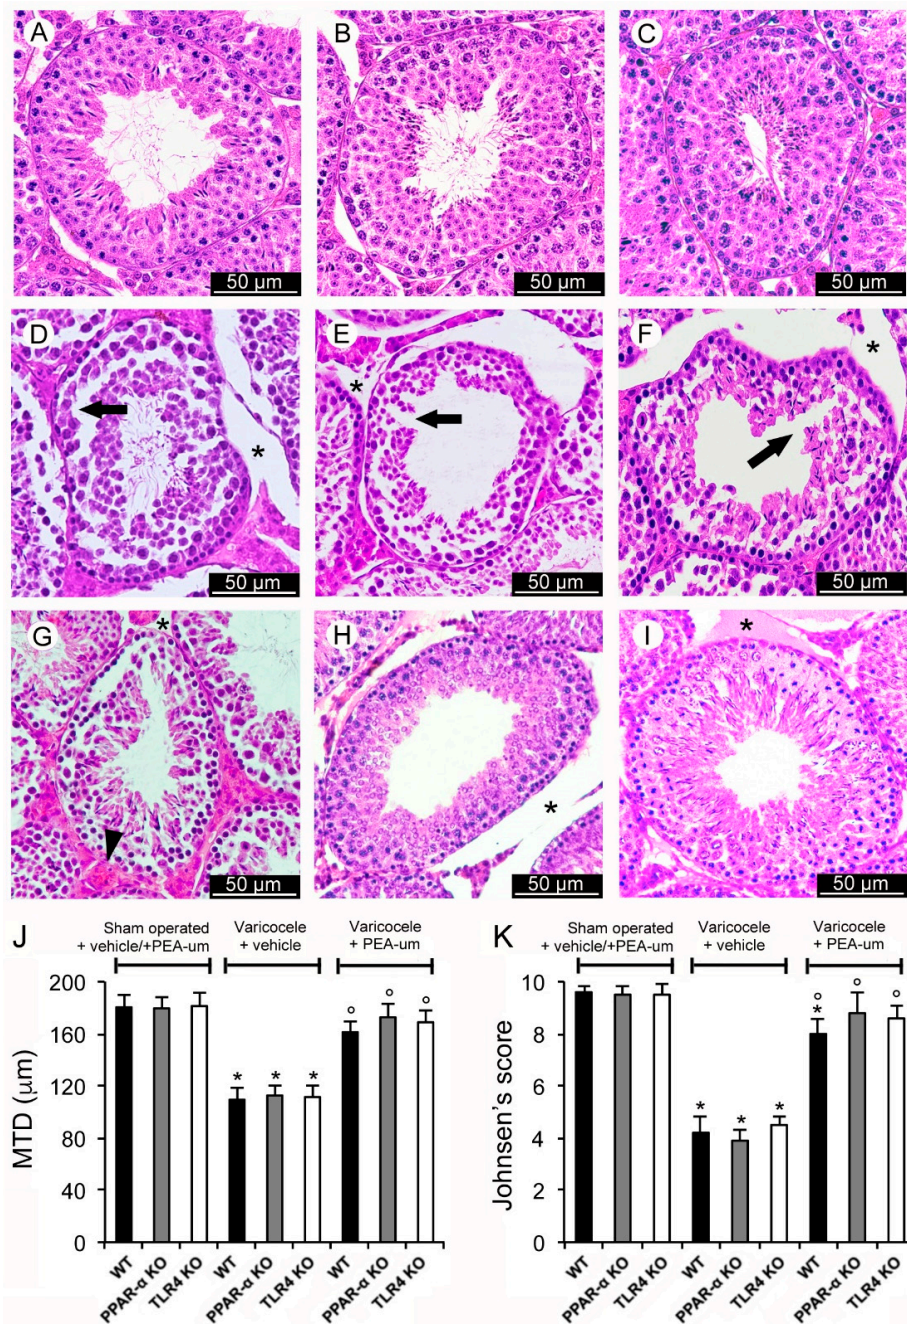 A B C
50 µm 50 µm 50 µm
D E F
* * *
50 µm 50 µm 50 µm
G H I
* * *
50 µm 50 µm 50 µm
J
Sham operated
+ vehicle/+PEA-um
Varicocele
+ vehicle
Varicocele
+ PEA-um
MTD (µm)
200
160
120
80
40
0
* * *
° ° °
WT
PPAR-α KO
TLR4 KO
WT
PPAR-α KO
TLR4 KO
WT
PPAR-α KO
TLR4 KO
K
Sham operated
+ vehicle/+PEA-um
Varicocele
+ vehicle
Varicocele
+ PEA-um
Johnsen's score
10
8
6
4
2
0
* * *
° ° °
*
WT
PPAR-α KO
TLR4 KO
WT
PPAR-α KO
TLR4 KO
WT
PPAR-α KO
TLR4 KO